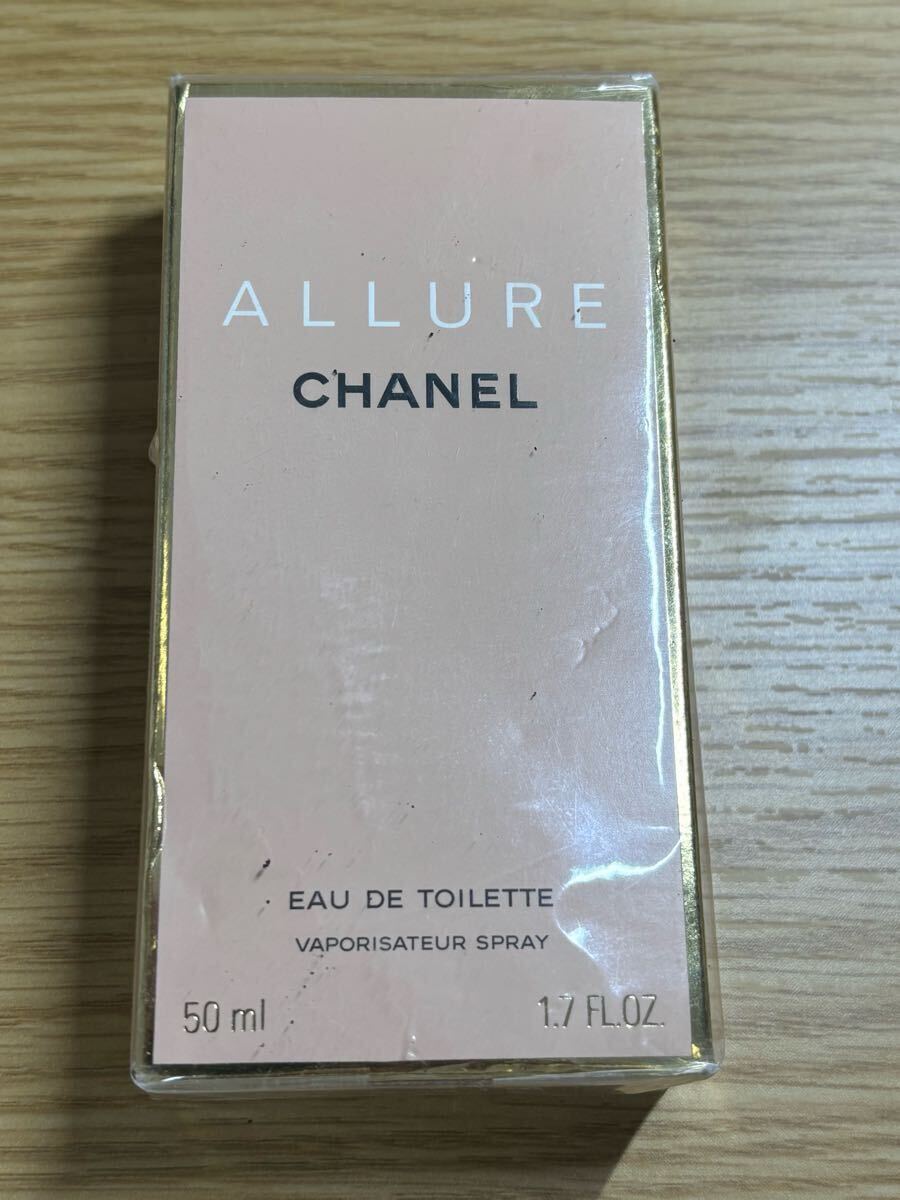 ALLURE
CHANEL
EAU DE TOILETTE
VAPORISATEUR SPRAY
50 ml 1.7 FL.OZ.